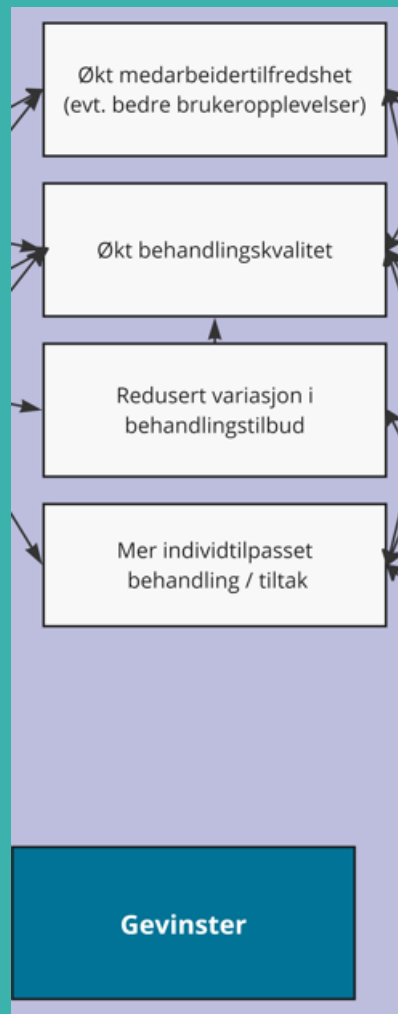 Økt medarbeidertilfredshet
(evt. bedre brukeropplevelser)
Økt behandlingskvalitet
Redusert variasjon i
behandlingstilbud
Mer individtilpasset
behandling / tiltak
Gevinster